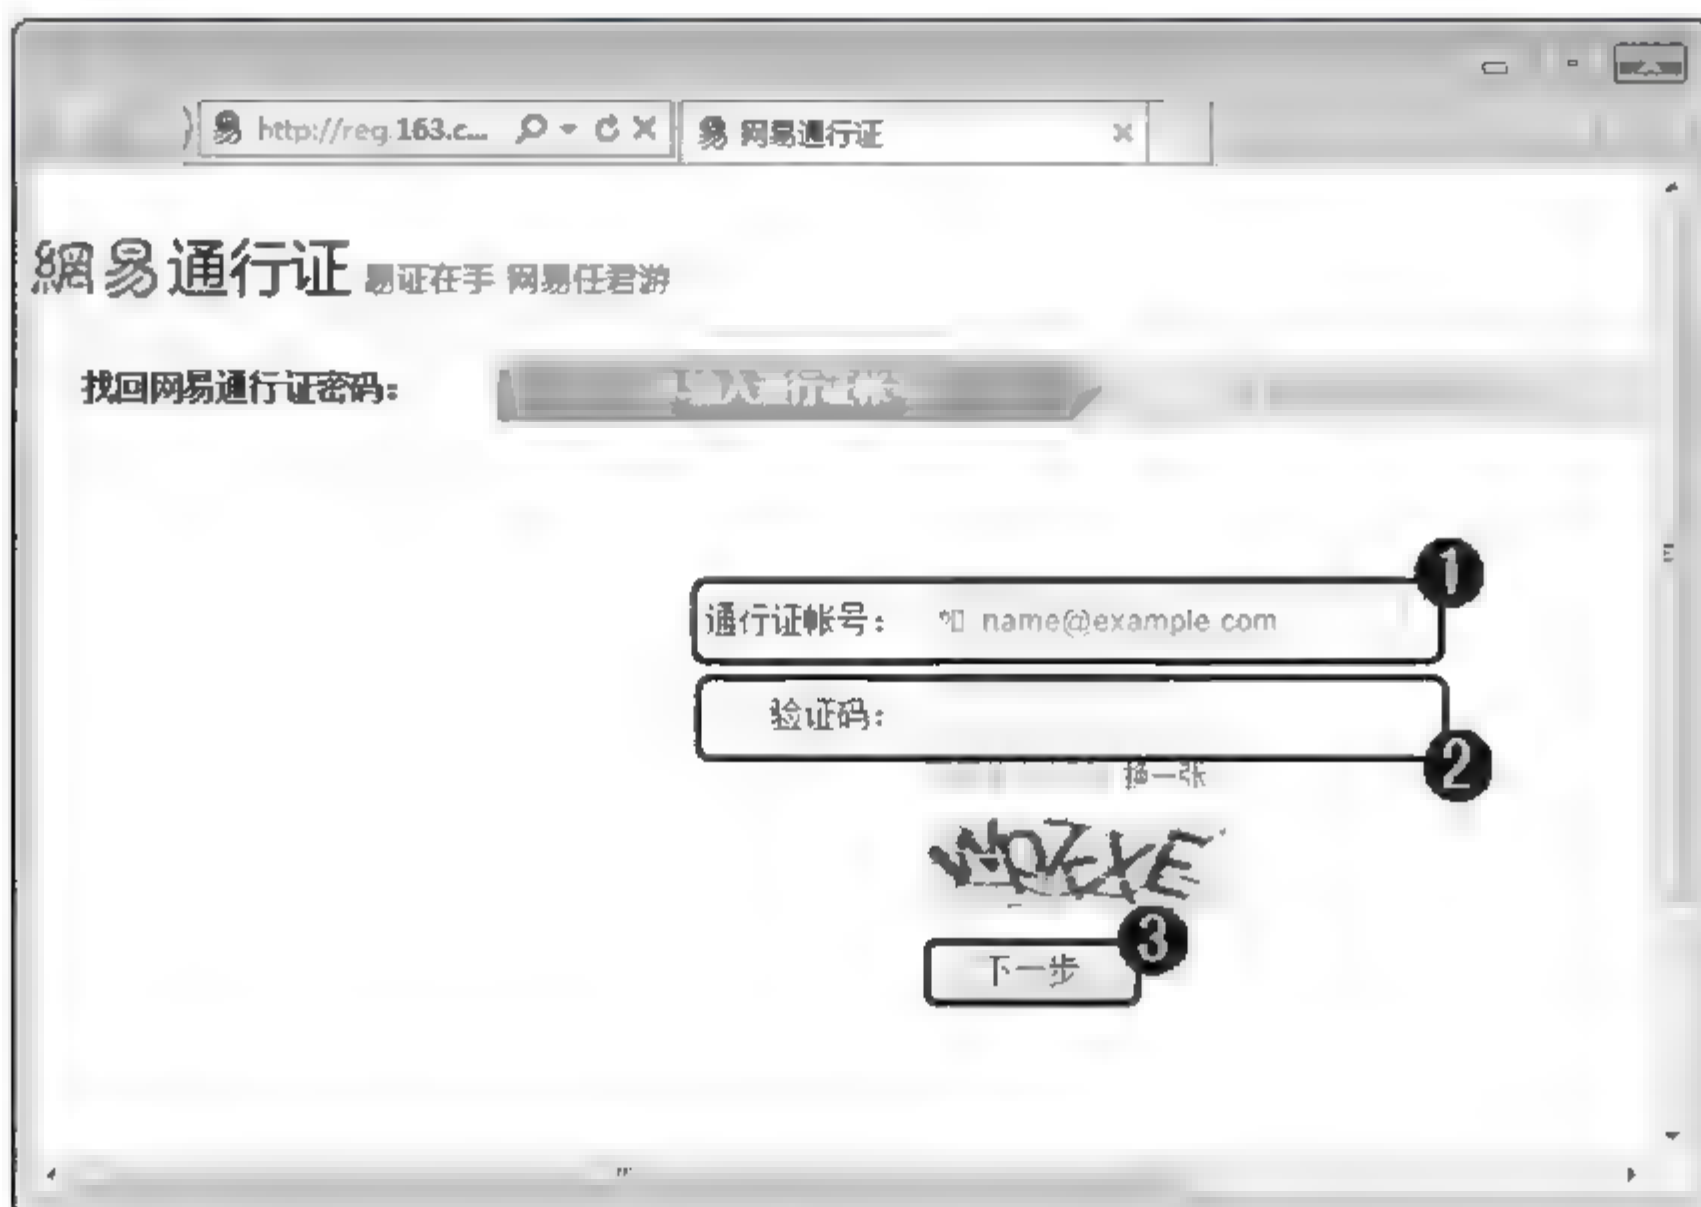 http://reg.163.c... 网易通行证
網易通行证 易证在手 网易任君游
找回网易通行证密码：
1
通行证帐号： name@example com
验证码：
2
换一张
3
下一步